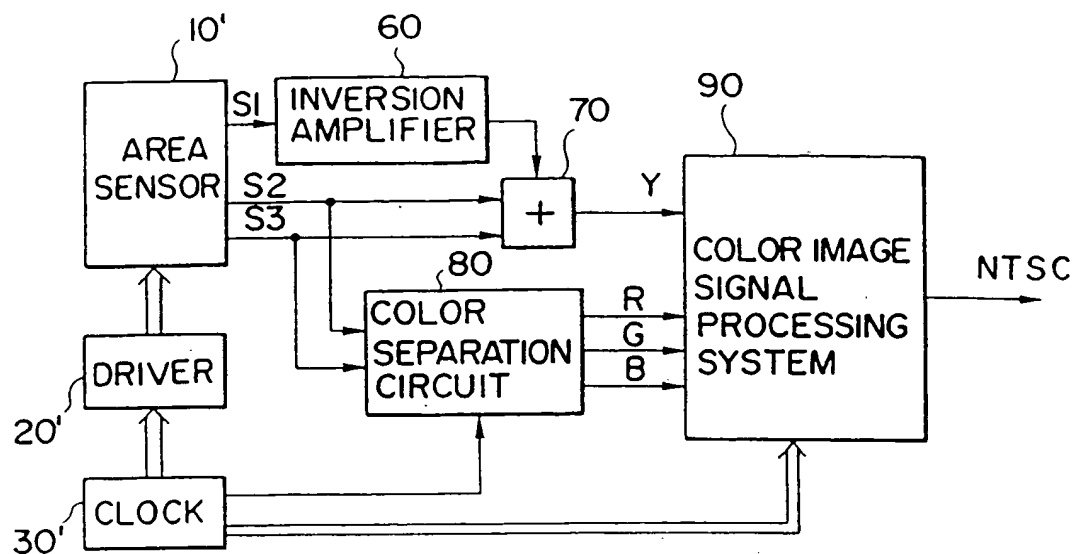 10'
AREA
SENSOR
S1
S2
S3
60
INVERSION
AMPLIFIER
70
+
Y
90
COLOR IMAGE
SIGNAL
PROCESSING
SYSTEM
NTSC
80
COLOR
SEPARATION
CIRCUIT
R
G
B
DRIVER
20'
CLOCK
30'